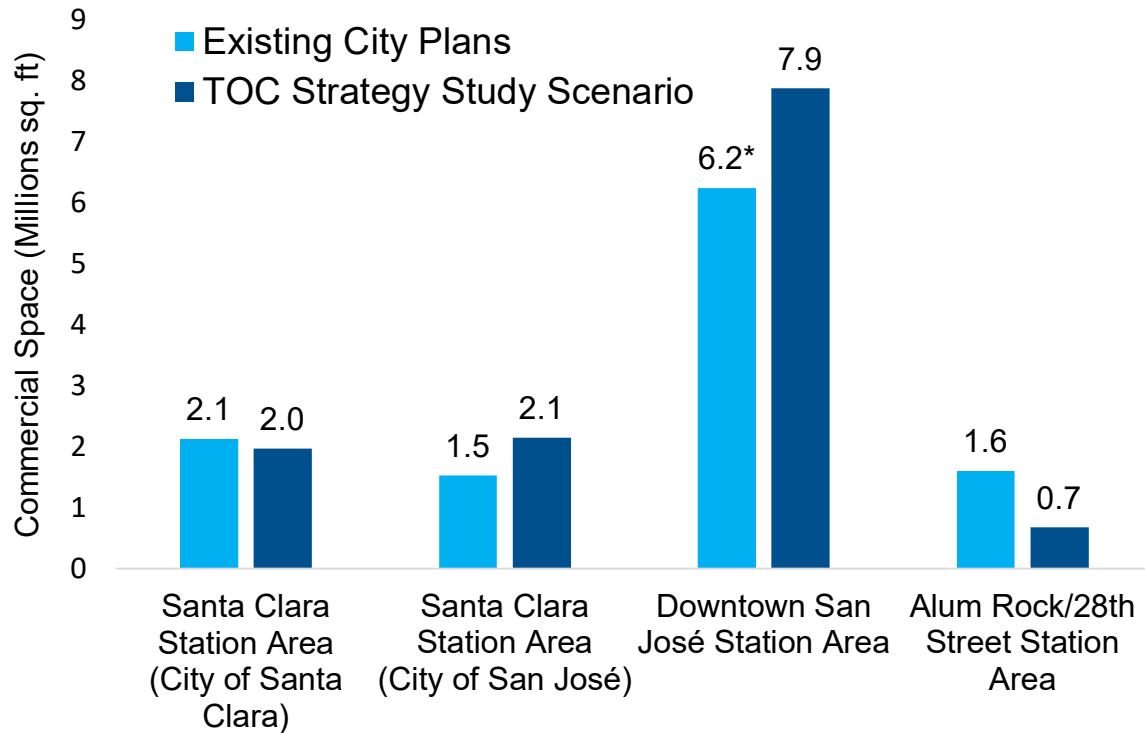 Commercial Space (Millions sq. ft)
9
8
7
6
5
4
3
2
1
0
Existing City Plans
TOC Strategy Study Scenario
2.1
2.0
1.5
2.1
6.2*
7.9
1.6
0.7
Santa Clara
Station Area
(City of Santa
Clara)
Santa Clara
Station Area
(City of San José)
Downtown San
José Station Area
Alum Rock/28th
Street Station
Area